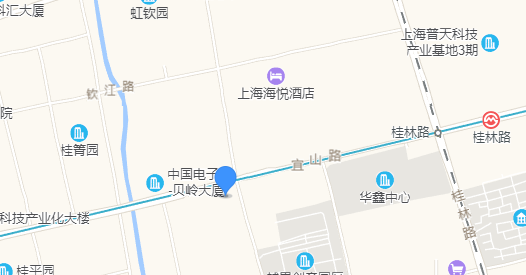 科汇大厦
虹钦园
上海普天科技
产业基地3期
钦江路
上海海悦酒店
院
桂林路
桂林路
桂箐园
宜山路
中国电子
-贝岭大厦
华鑫中心
桂林路
科技产业化大楼
桂平园